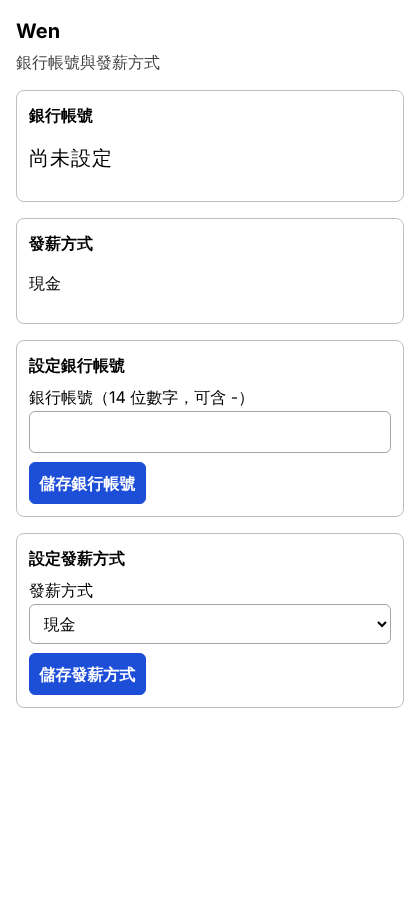 Wen
銀行帳號與發薪方式
銀行帳號
尚未設定
發薪方式
現金
設定銀行帳號
銀行帳號（14 位數字，可含 -）
儲存銀行帳號
設定發薪方式
發薪方式
現金
儲存發薪方式